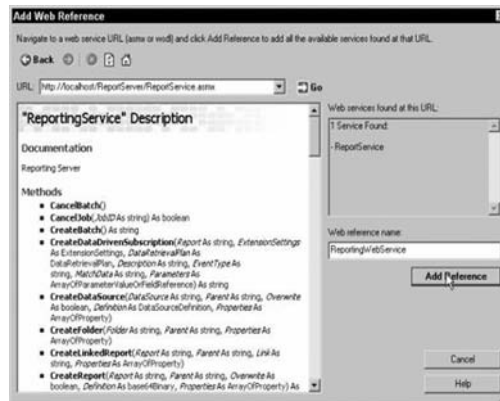 Add Web Reference
Navigate to a web service URL (asmx or wsdl) and click Add Reference to add all the available services found at that URL.
Back
URL: http://localhost/ReportServer/ReportService.asmx
Go
"ReportingService" Description
Documentation
Reporting Server
Methods
CancelBatch()
CancelJob(JobID As string) As boolean
CreateBatch() As string
CreateDataDrivenSubscription(Report As string, ExtensionSettings
As ExtensionSettings, DataRetrievalPlan As
DataRetrievalPlan, Description As string, EventType As
string, MatchData As string, Parameters As
ArrayOfParameterValueOrFieldReference) As string
CreateDataSource(DataSource As string, Parent As string, Overwrite
As boolean, Definition As DataSourceDefinition, Properties As
ArrayOfProperty)
CreateFolder(Folder As string, Parent As string, Properties As
ArrayOfProperty)
CreateLinkedReport(Report As string, Parent As string, Link As
string, Properties As ArrayOfProperty)
CreateReport(Report As string, Parent As string, Overwrite As
boolean, Definition As base64Binary, Properties As ArrayOfProperty) As
Web services found at this URL:
1 Service Found:
- ReportService
Web reference name:
ReportingWebService
Add Reference
Cancel
Help